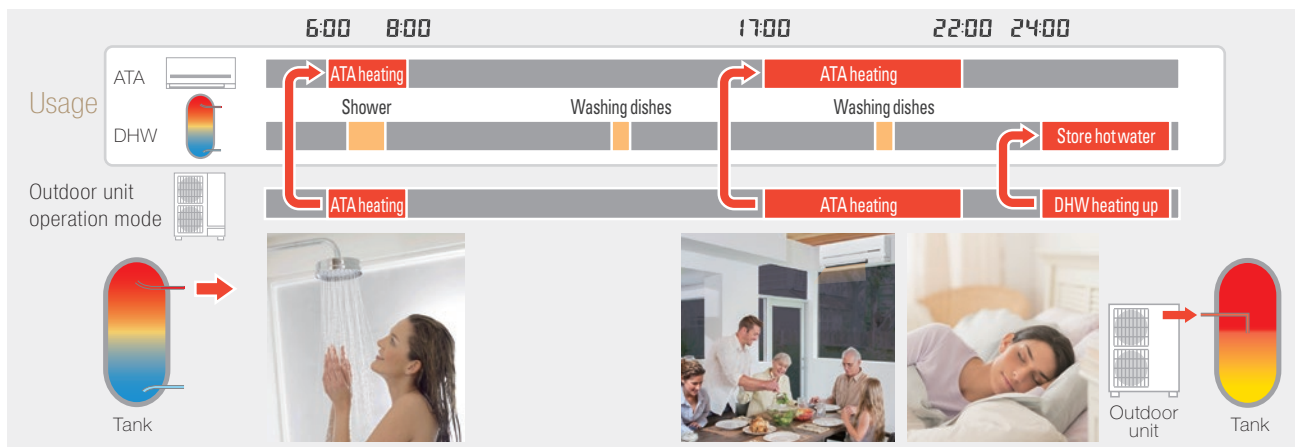 6:00 8:00 17:00 22:00 24:00
Usage
ATA
ATA heating ATA heating
Shower Washing dishes Washing dishes
DHW
Store hot water
Outdoor unit
operation mode
ATA heating ATA heating DHW heating up
Tank
Outdoor
unit
Tank